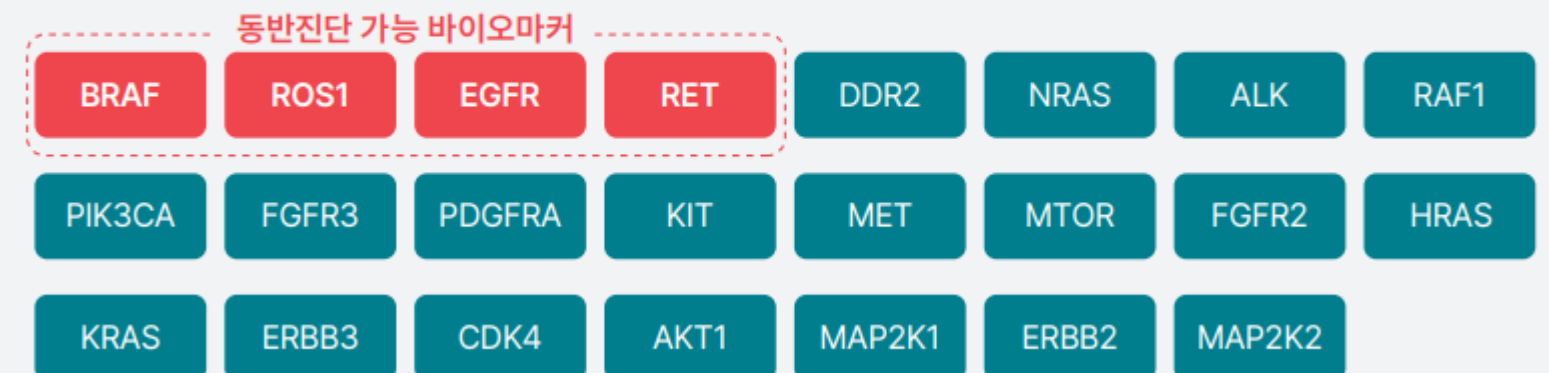 동반진단 가능 바이오마커
BRAF ROS1 EGFR RET DDR2 NRAS ALK RAF1
PIK3CA FGFR3 PDGFRA KIT MET MTOR FGFR2 HRAS
KRAS ERBB3 CDK4 AKT1 MAP2K1 ERBB2 MAP2K2